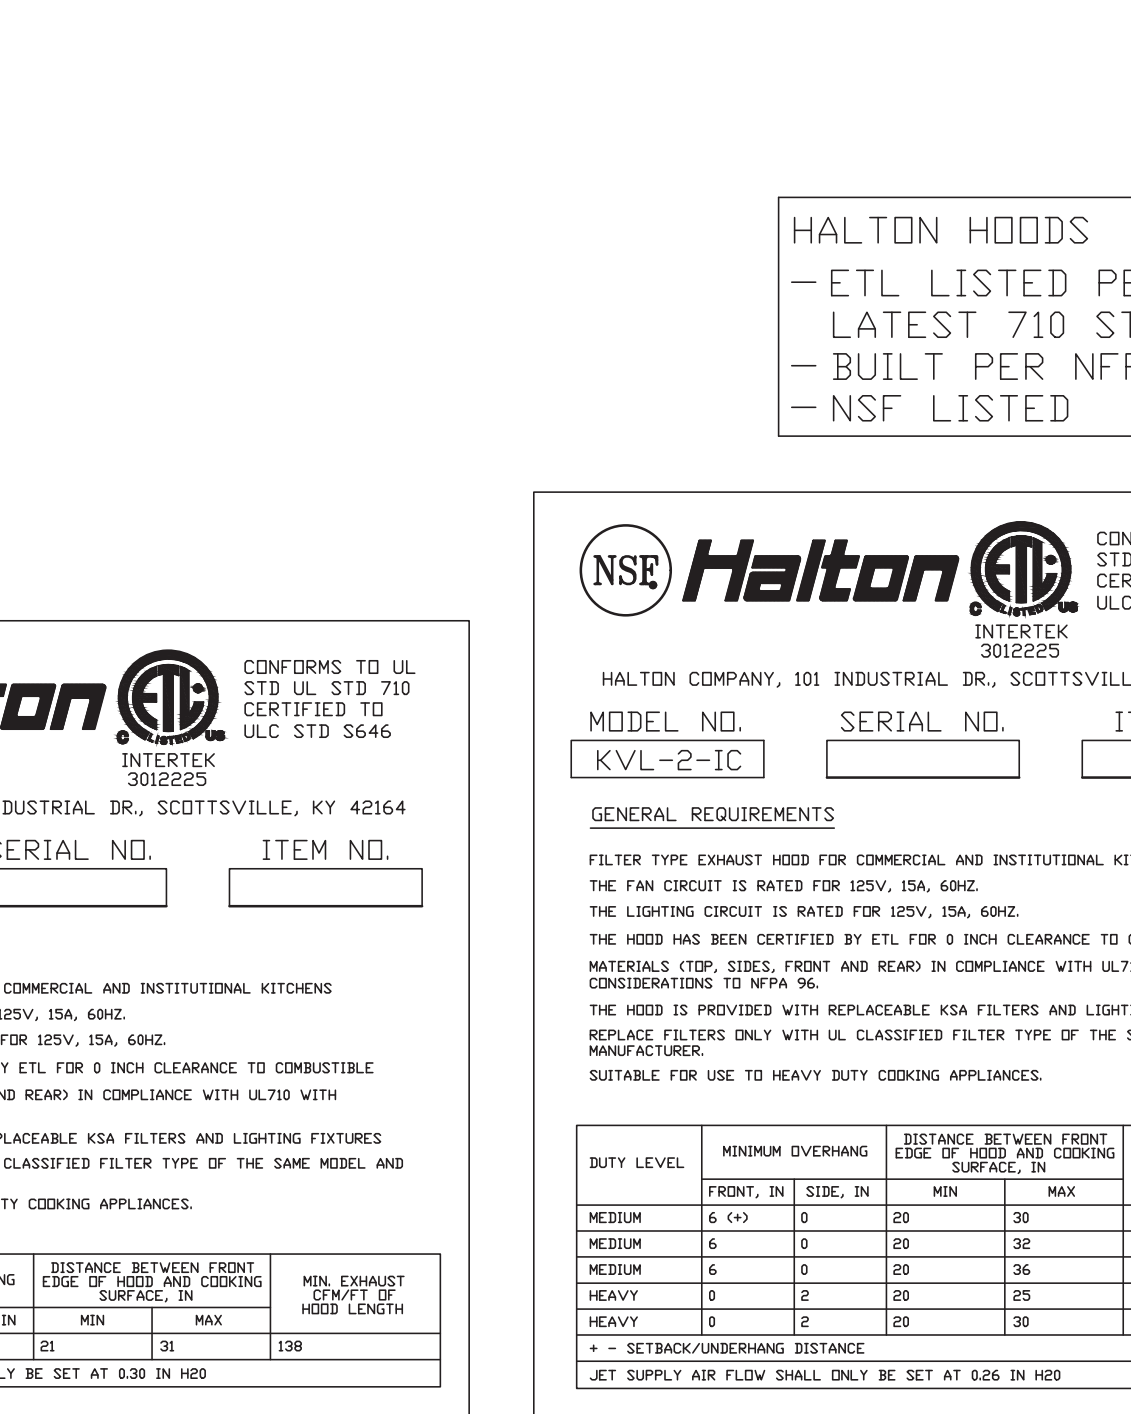 HALTON HOODS
- ETL LISTED PE
LATEST 710 ST
- BUILT PER NFP
- NSF LISTED
ton ETL
C LISTED US
INTERTEK
3012225
CONFORMS TO UL
STD UL STD 710
CERTIFIED TO
ULC STD S646
DUSTRIAL DR., SCOTTSVILLE, KY 42164
SERIAL NO. ITEM NO.
COMMERCIAL AND INSTITUTIONAL KITCHENS
125V, 15A, 60HZ.
FOR 125V, 15A, 60HZ.
Y ETL FOR 0 INCH CLEARANCE TO COMBUSTIBLE
ND REAR) IN COMPLIANCE WITH UL710 WITH
PLACEABLE KSA FILTERS AND LIGHTING FIXTURES
CLASSIFIED FILTER TYPE OF THE SAME MODEL AND
TY COOKING APPLIANCES.
NG
DISTANCE BETWEEN FRONT
EDGE OF HOOD AND COOKING
SURFACE, IN
MIN. EXHAUST
CFM/FT OF
HOOD LENGTH
IN MIN MAX
21 31 138
LY BE SET AT 0.30 IN H20
NSF Halton ETL
C LISTED US
INTERTEK
3012225
CON
STD
CER
ULC
HALTON COMPANY, 101 INDUSTRIAL DR., SCOTTSVILL
MODEL NO. SERIAL NO. IT
KVL-2-IC
GENERAL REQUIREMENTS
FILTER TYPE EXHAUST HOOD FOR COMMERCIAL AND INSTITUTIONAL KI
THE FAN CIRCUIT IS RATED FOR 125V, 15A, 60HZ.
THE LIGHTING CIRCUIT IS RATED FOR 125V, 15A, 60HZ.
THE HOOD HAS BEEN CERTIFIED BY ETL FOR 0 INCH CLEARANCE TO C
MATERIALS (TOP, SIDES, FRONT AND REAR) IN COMPLIANCE WITH UL71
CONSIDERATIONS TO NFPA 96.
THE HOOD IS PROVIDED WITH REPLACEABLE KSA FILTERS AND LIGHTI
REPLACE FILTERS ONLY WITH UL CLASSIFIED FILTER TYPE OF THE S
MANUFACTURER.
SUITABLE FOR USE TO HEAVY DUTY COOKING APPLIANCES.
DUTY LEVEL
MINIMUM OVERHANG
DISTANCE BETWEEN FRONT
EDGE OF HOOD AND COOKING
SURFACE, IN
FRONT, IN SIDE, IN MIN MAX
MEDIUM 6 (+) 0 20 30
MEDIUM 6 0 20 32
MEDIUM 6 0 20 36
HEAVY 0 2 20 25
HEAVY 0 2 20 30
+ - SETBACK/UNDERHANG DISTANCE
JET SUPPLY AIR FLOW SHALL ONLY BE SET AT 0.26 IN H20